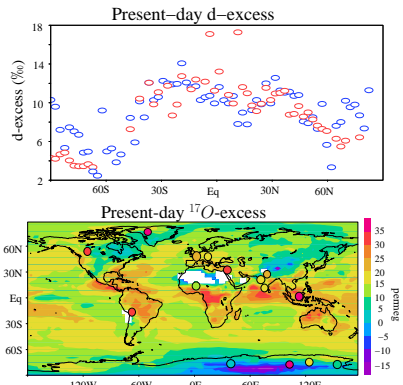 Present-day d-excess
18
14
10
6
2
d-excess (‰)
60S 30S Eq 30N 60N
Present-day 17O-excess
60N
30N
Eq
30S
60S
120W 60W 0E 60E 120E
35
30
25
20
15
10
5
0
-5
-10
-15
permeg